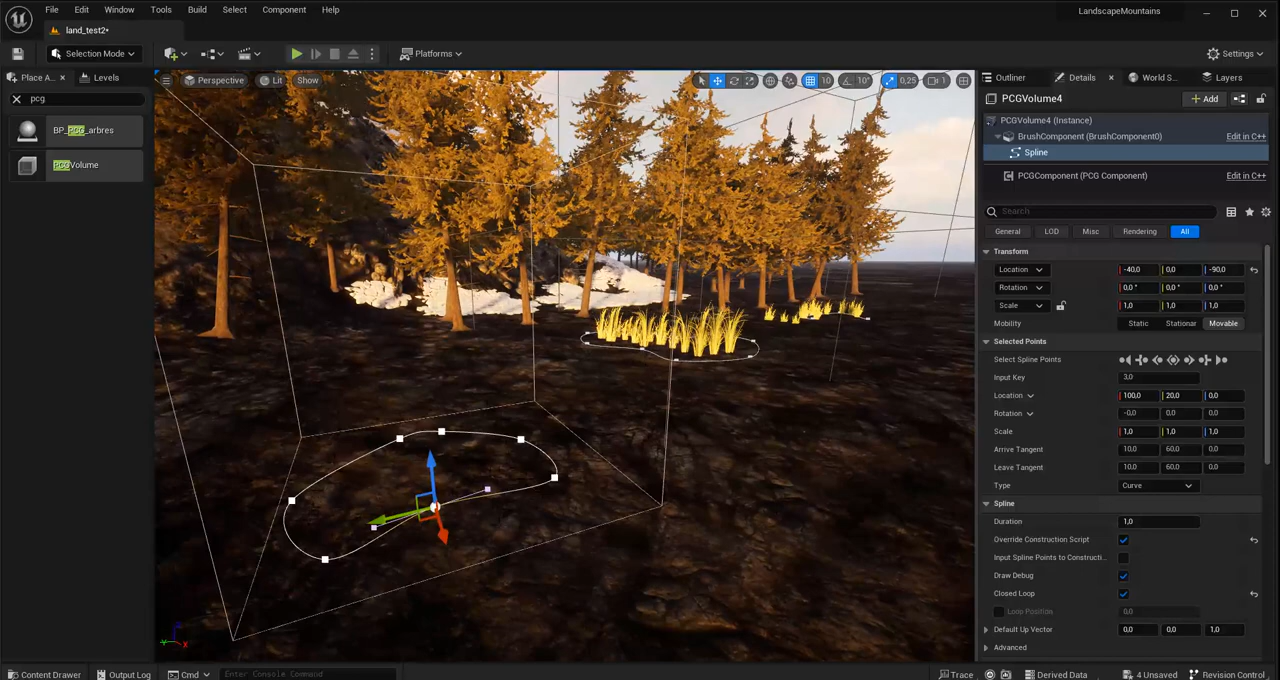 File Edit Window Tools Build Select Component Help
LandscapeMountains
land_test2*
Selection Mode
Platforms
Settings
Place A...
Levels
pcg
BP_PCG_arbres
PCGVolume
Perspective
Lit
Show
10
10°
0,25
1
Outliner
Details
World S...
Layers
PCGVolume4
Add
PCGVolume4 (Instance)
BrushComponent (BrushComponent0)
Edit in C++
Spline
PCGComponent (PCG Component)
Edit in C++
Search
General LOD Misc Rendering All
Transform
Location -40,0 0,0 -90,0
Rotation 0,0 ° 0,0 ° 0,0 °
Scale 1,0 1,0 1,0
Mobility Static Stationar Movable
Selected Points
Select Spline Points
Input Key 3,0
Location 100,0 20,0 0,0
Rotation -0,0 0,0 0,0
Scale 1,0 1,0 1,0
Arrive Tangent 10,0 60,0 0,0
Leave Tangent 10,0 60,0 0,0
Type Curve
Spline
Duration 1,0
Override Construction Script
Input Spline Points to Constructi...
Draw Debug
Closed Loop
Loop Position 0,0
Default Up Vector 0,0 0,0 1,0
Advanced
Content Drawer Output Log Cmd Enter Console Command
Trace Derived Data 4 Unsaved Revision Control